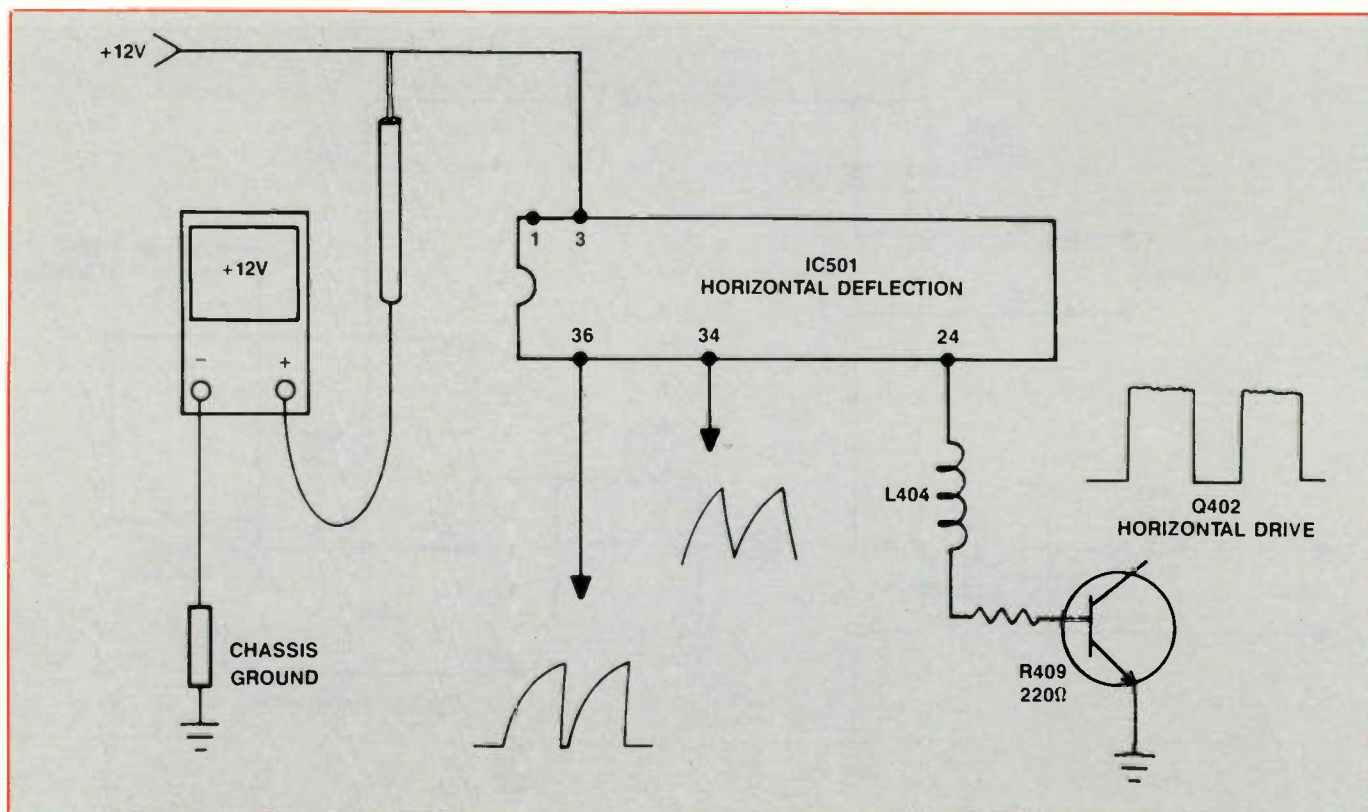 +12V
+12V
- +
CHASSIS
GROUND
1 3
IC501
HORIZONTAL DEFLECTION
36 34 24
L404
Q402
HORIZONTAL DRIVE
R409
220Ω